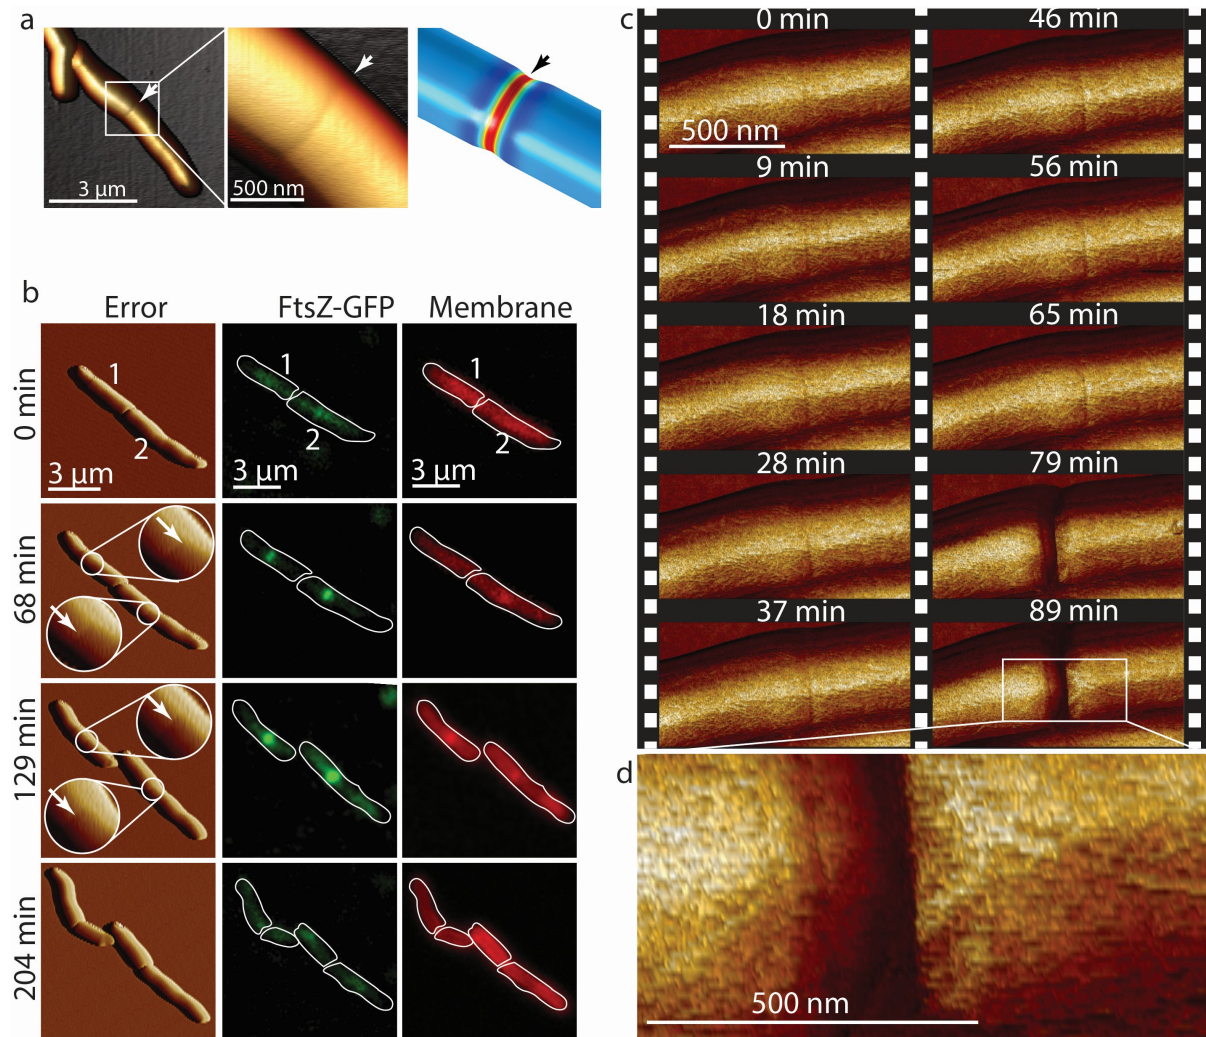 a
3 μm
500 nm
b
Error
FtsZ-GFP
Membrane
0 min
1
2
3 μm
1
2
3 μm
1
2
3 μm
68 min
129 min
204 min
c
0 min
46 min
500 nm
9 min
56 min
18 min
65 min
28 min
79 min
37 min
89 min
d
500 nm